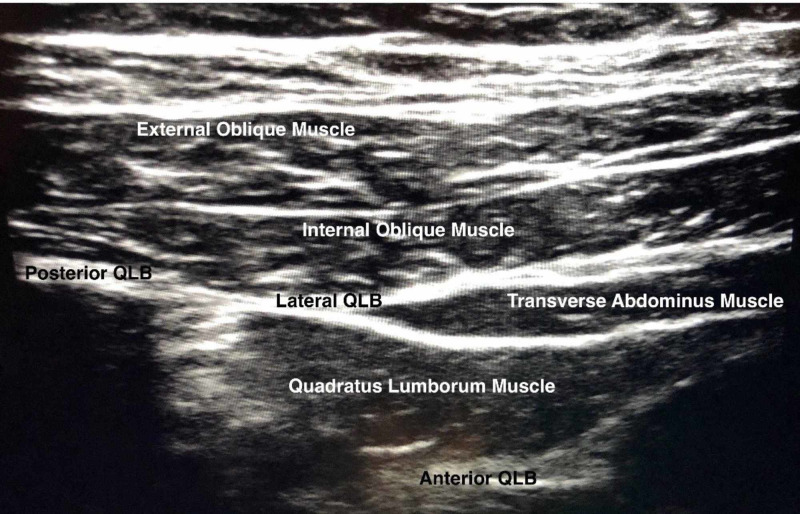 External Oblique Muscle
Internal Oblique Muscle
Posterior QLB
Lateral QLB
Transverse Abdominus Muscle
Quadratus Lumborum Muscle
Anterior QLB